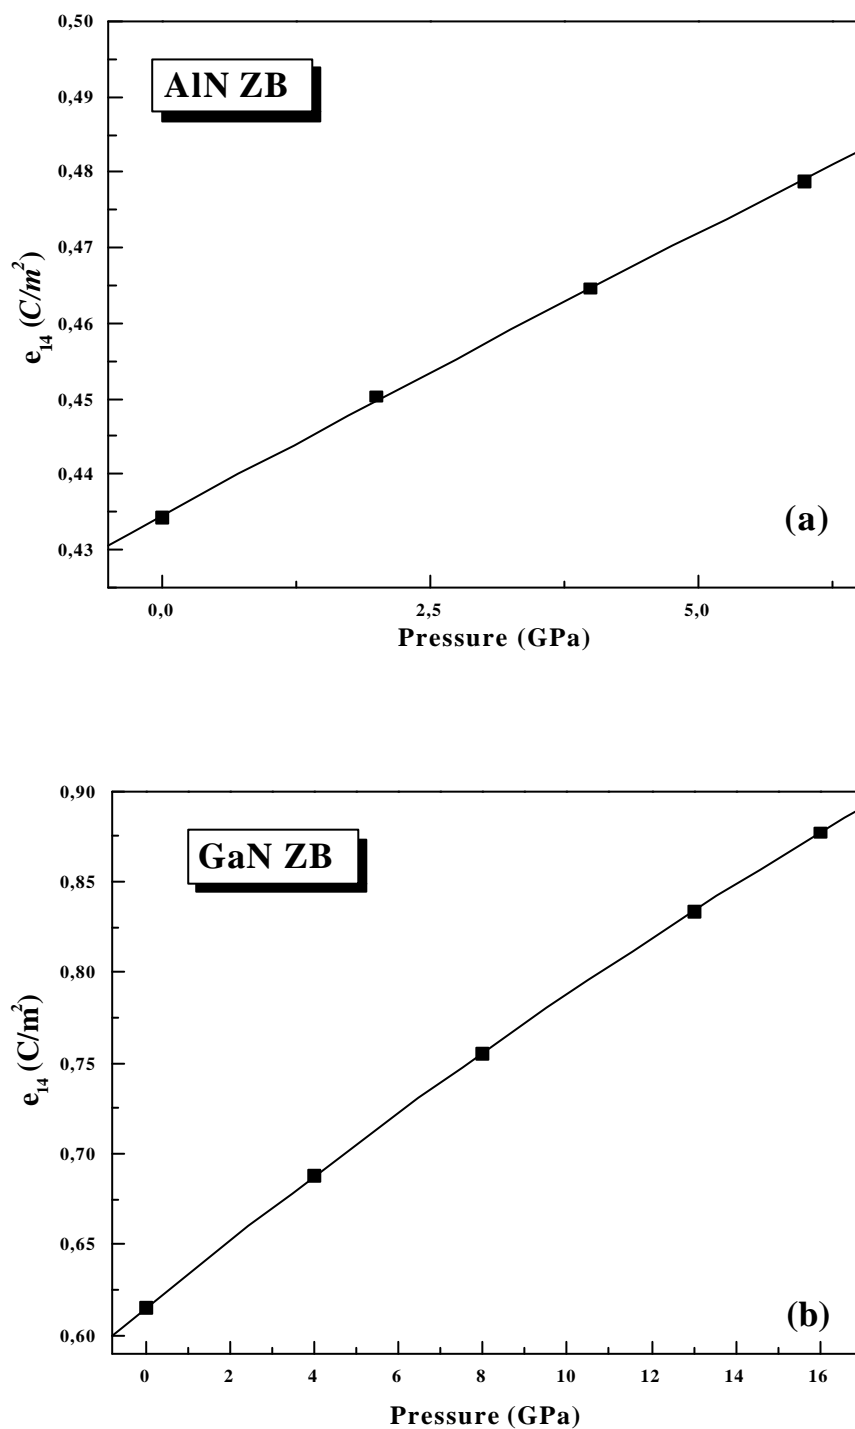 0,50
AlN ZB
0,49
0,48
0,47
0,46
0,45
0,44
0,43
e14 (C/m2)
(a)
0,0 2,5 5,0
Pressure (GPa)
0,90
GaN ZB
0,85
0,80
0,75
0,70
0,65
0,60
e14 (C/m2)
(b)
0 2 4 6 8 10 12 14 16
Pressure (GPa)